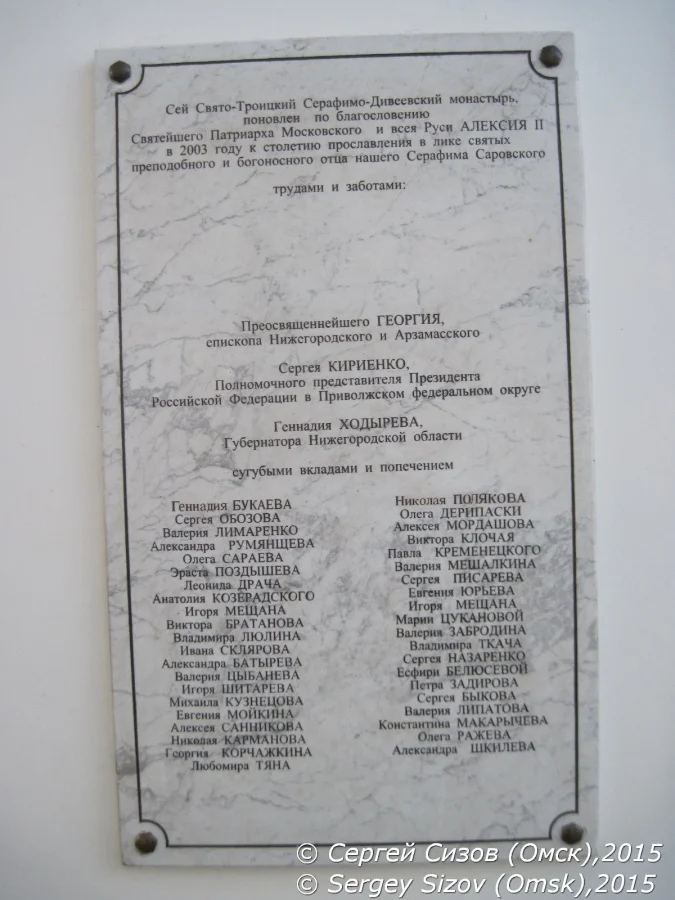 Сей Свято-Троицкий Серафимо-Дивеевский монастырь,
поновлен по благословению
Святейшего Патриарха Московского и всея Руси АЛЕКСИЯ II
в 2003 году к столетию прославления в лике святых
преподобного и богоносного отца нашего Серафима Саровского
трудами и заботами:
Преосвященнейшего ГЕОРГИЯ,
епископа Нижегородского и Арзамасского
Сергея КИРИЕНКО,
Полномочного представителя Президента
Российской Федерации в Приволжском федеральном округе
Геннадия ХОДЫРЕВА,
Губернатора Нижегородской области
сугубыми вкладами и попечением
Геннадия БУКАЕВА
Сергея ОБОЗОВА
Валерия ЛИМАРЕНКО
Александра РУМЯНЩЕВА
Олега САРАЕВА
Эраста ПОЗДЫШЕВА
Леонида ДРАЧА
Анатолия КОЗЕРАДСКОГО
Игоря МЕЩАНА
Виктора БРАТАНОВА
Владимира ЛЮЛИНА
Ивана СКЛЯРОВА
Александра БАТЫРЕВА
Валерия ЦЫБАНЕВА
Игоря ШИТАРЕВА
Михаила КУЗНЕЦОВА
Евгения МОЙКИНА
Алексея САННИКОВА
Николая КАРМАНОВА
Георгия КОРЧАЖКИНА
Любомира ТЯНА
Николая ПОЛЯКОВА
Олега ДЕРИПАСКИ
Алексея МОРДАШОВА
Виктора КЛОЧАЯ
Павла КРЕМЕНЕЦКОГО
Валерия МЕШАЛКИНА
Сергея ПИСАРЕВА
Евгения ЮРЬЕВА
Игоря МЕЩАНА
Марии ЦУКАНОВОЙ
Валерия ЗАБРОДИНА
Владимира ТКАЧА
Сергея НАЗАРЕНКО
Есфири БЕЛЮСЕВОЙ
Петра ЗАДИРОВА
Сергея БЫКОВА
Валерия ЛИПАТОВА
Константина МАКАРЫЧЕВА
Олега РАЖЕВА
Александра ШКИЛЕВА
© Сергей Сизов (Омск),2015
© Sergey Sizov (Omsk),2015